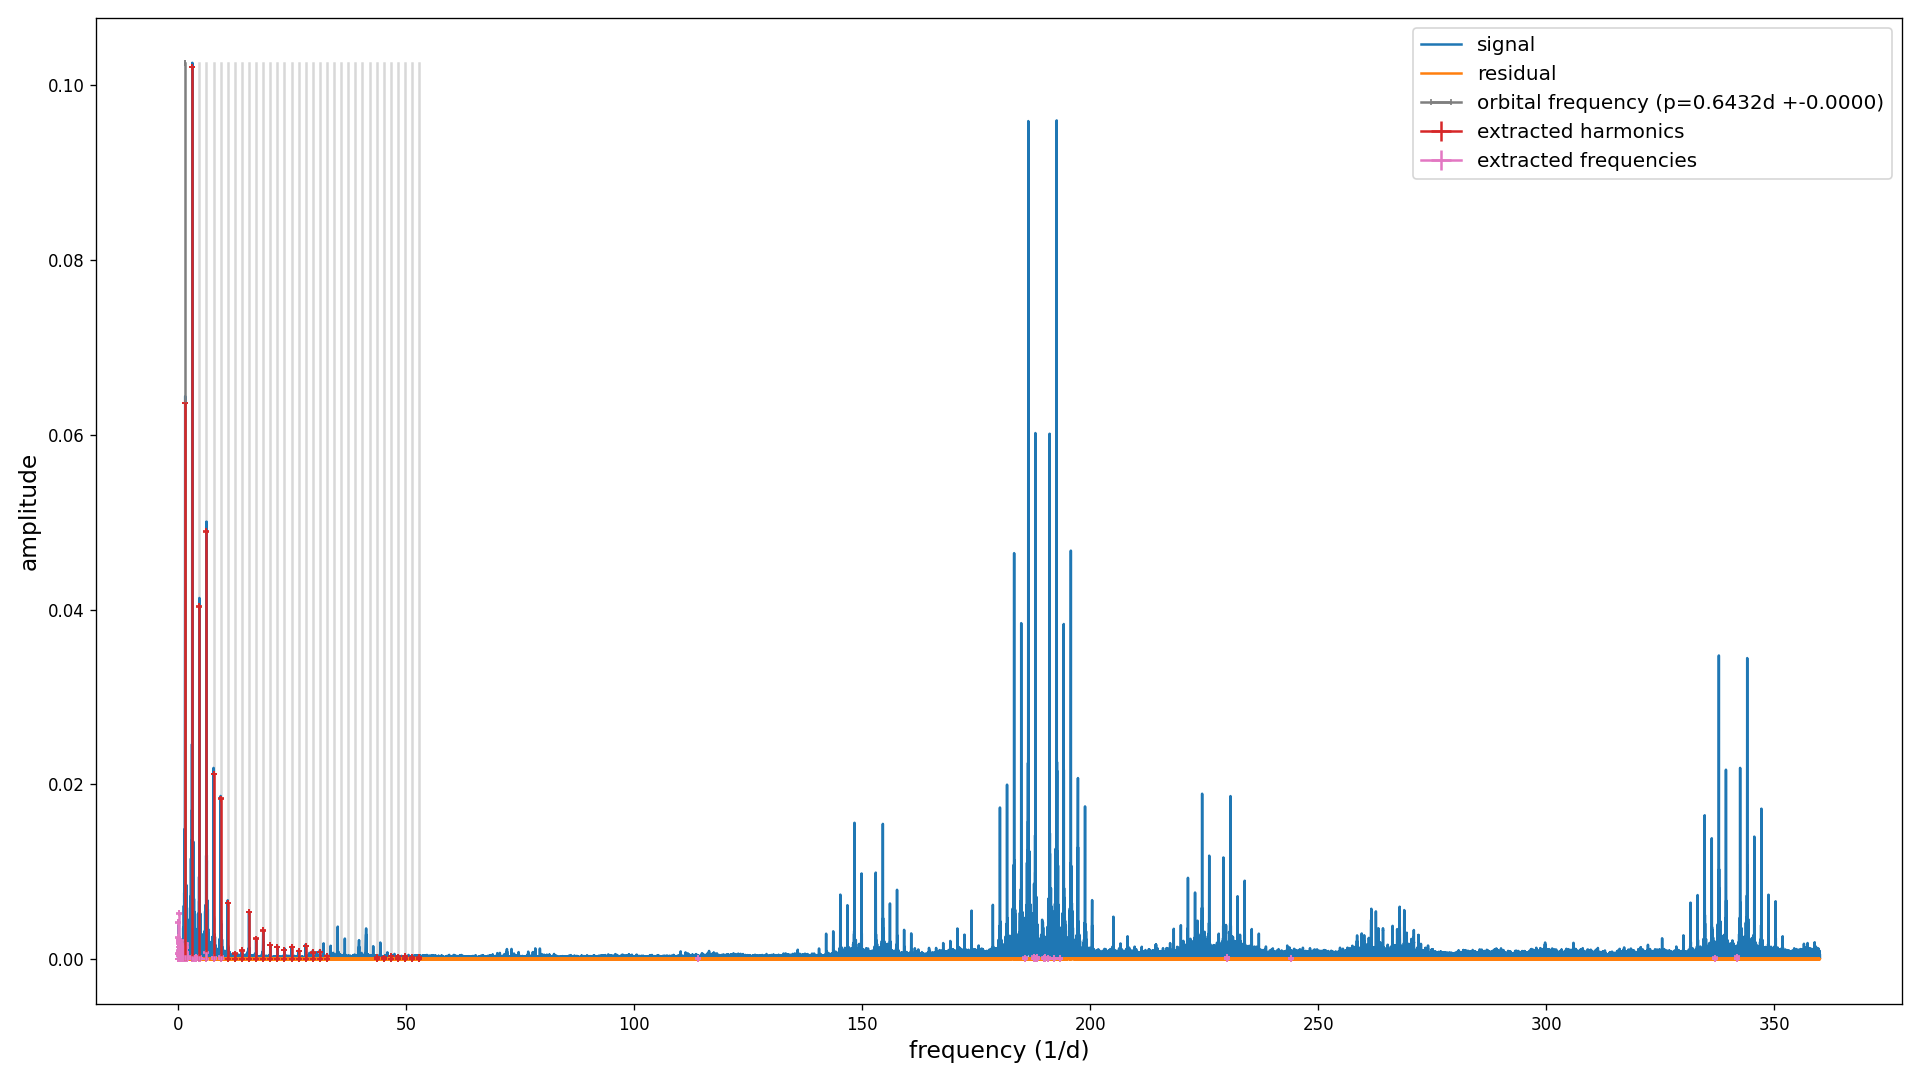 signal
residual
orbital frequency (p=0.6432d +-0.0000)
extracted harmonics
extracted frequencies
0.10
0.08
0.06
0.04
0.02
0.00
amplitude
0 50 100 150 200 250 300 350
frequency (1/d)